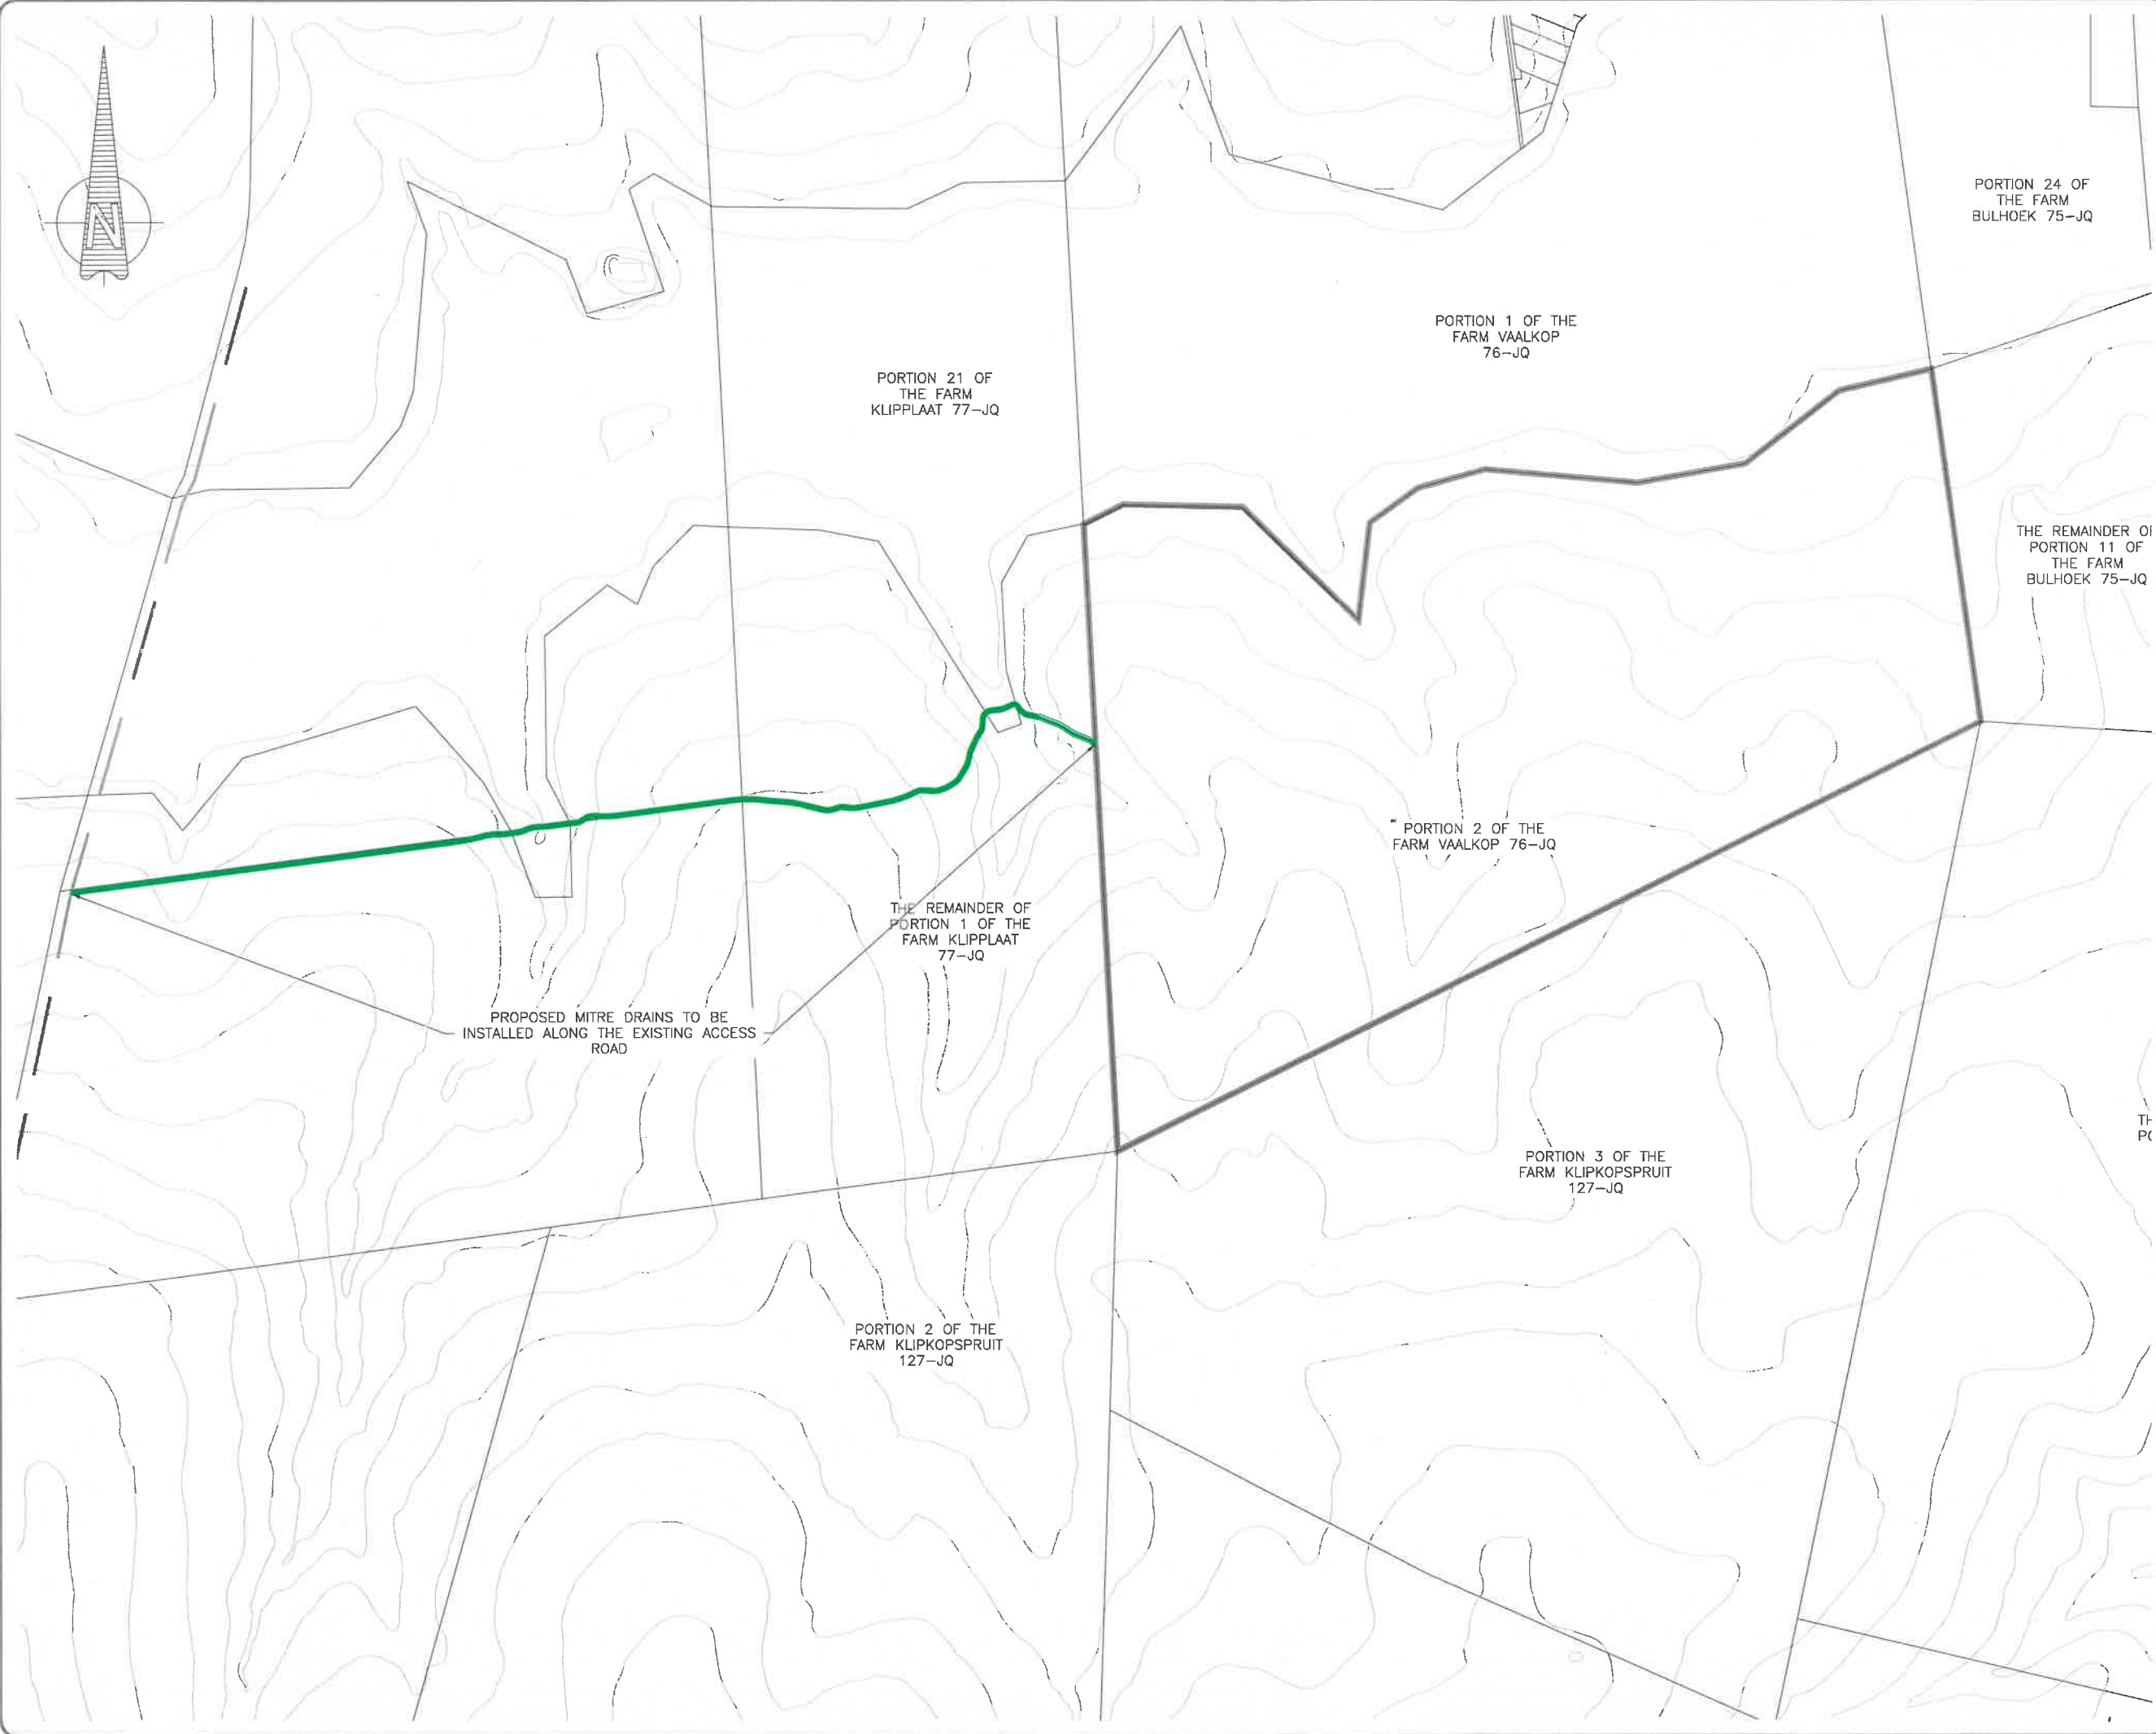 N
PORTION 24 OF
THE FARM
BULHOEK 75-JQ
PORTION 1 OF THE
FARM VAALKOP
76-JQ
PORTION 21 OF
THE FARM
KLIPPLAAT 77-JQ
THE REMAINDER OF
PORTION 11 OF
THE FARM
BULHOEK 75-JQ
PORTION 2 OF THE
FARM VAALKOP 76-JQ
THE REMAINDER OF
PORTION 1 OF THE
FARM KLIPPLAAT
77-JQ
PROPOSED MITRE DRAINS TO BE
INSTALLED ALONG THE EXISTING ACCESS
ROAD
PORTION 3 OF THE
FARM KLIPKOPSPRUIT
127-JQ
PORTION 2 OF THE
FARM KLIPKOPSPRUIT
127-JQ